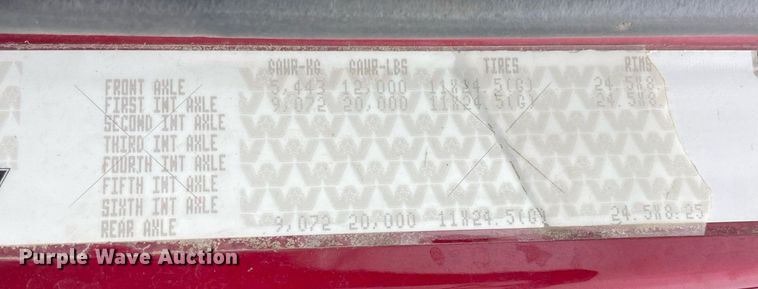 GAWR-KG GAWR-LBS TIRES RIMS
FRONT AXLE 5,443 12,000 11X24.5(G) 24.5X8.
FIRST INT AXLE 9,072 20,000 11X24.5(G) 24.5X8.
SECOND INT AXLE
THIRD INT AXLE
FOURTH INT AXLE
FIFTH INT AXLE
SIXTH INT AXLE
REAR AXLE 9,072 20,000 11X24.5(G) 24.5X8.25
Purple Wave Auction